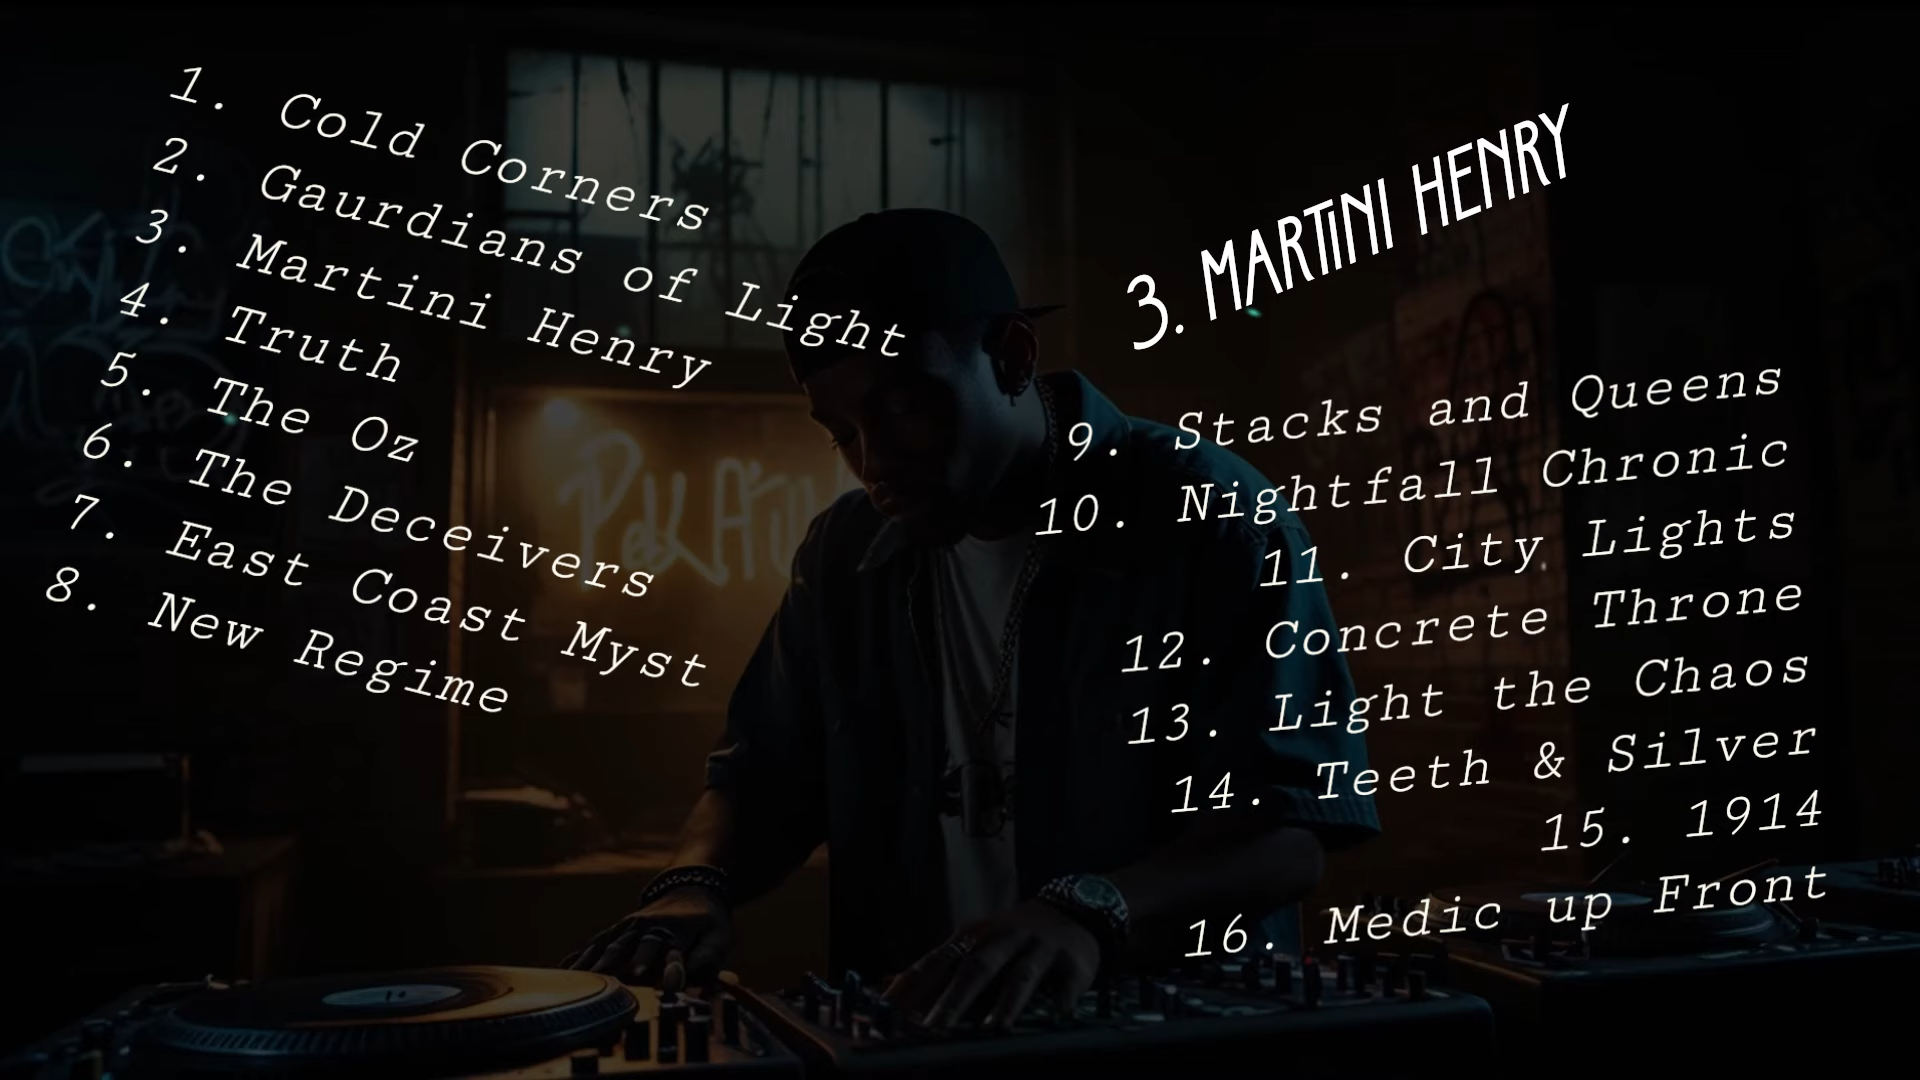 1. Cold Corners
2. Gaurdians of Light
3. Martini Henry
4. Truth
5. The Oz
6. The Deceivers
7. East Coast Myst
8. New Regime
3. MARTINI HENRY
9. Stacks and Queens
10. Nightfall Chronic
11. City Lights
12. Concrete Throne
13. Light the Chaos
14. Teeth & Silver
15. 1914
16. Medic up Front